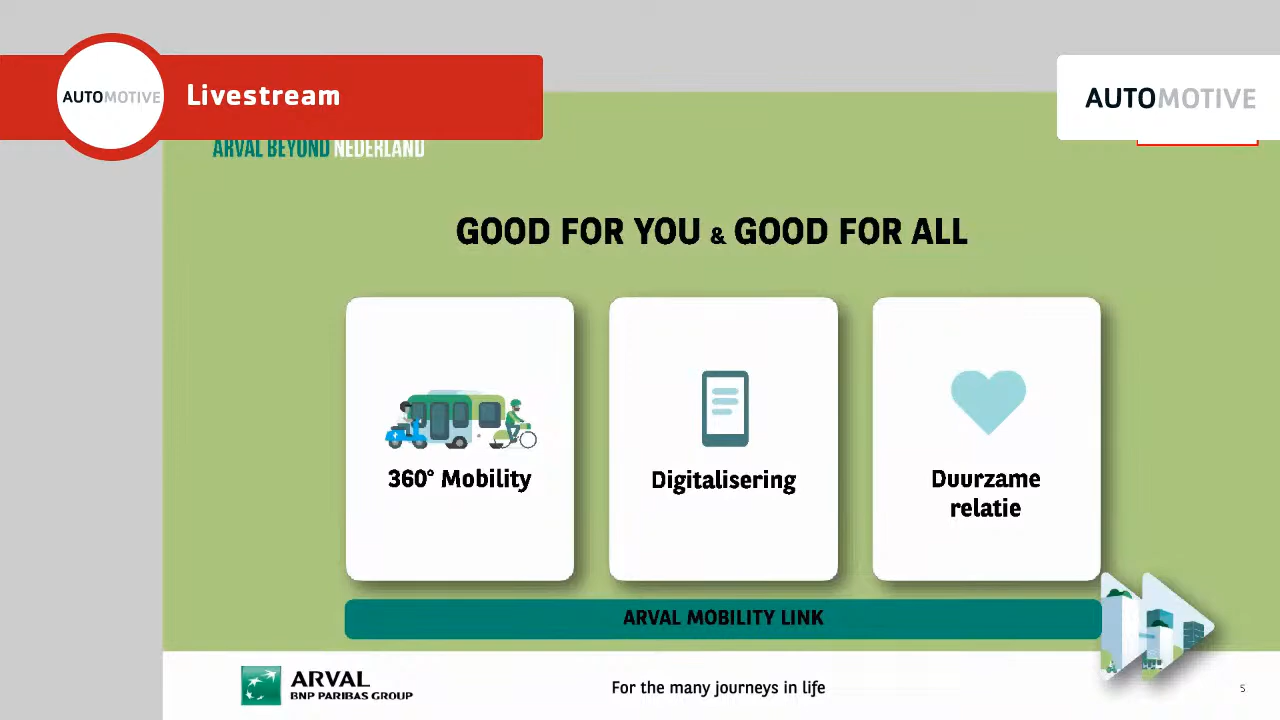 AUTOMOTIVE
Livestream
AUTOMOTIVE
ARVAL BEYOND NEDERLAND
GOOD FOR YOU & GOOD FOR ALL
360° Mobility
Digitalisering
Duurzame
relatie
ARVAL MOBILITY LINK
ARVAL
BNP PARIBAS GROUP
For the many journeys in life
5